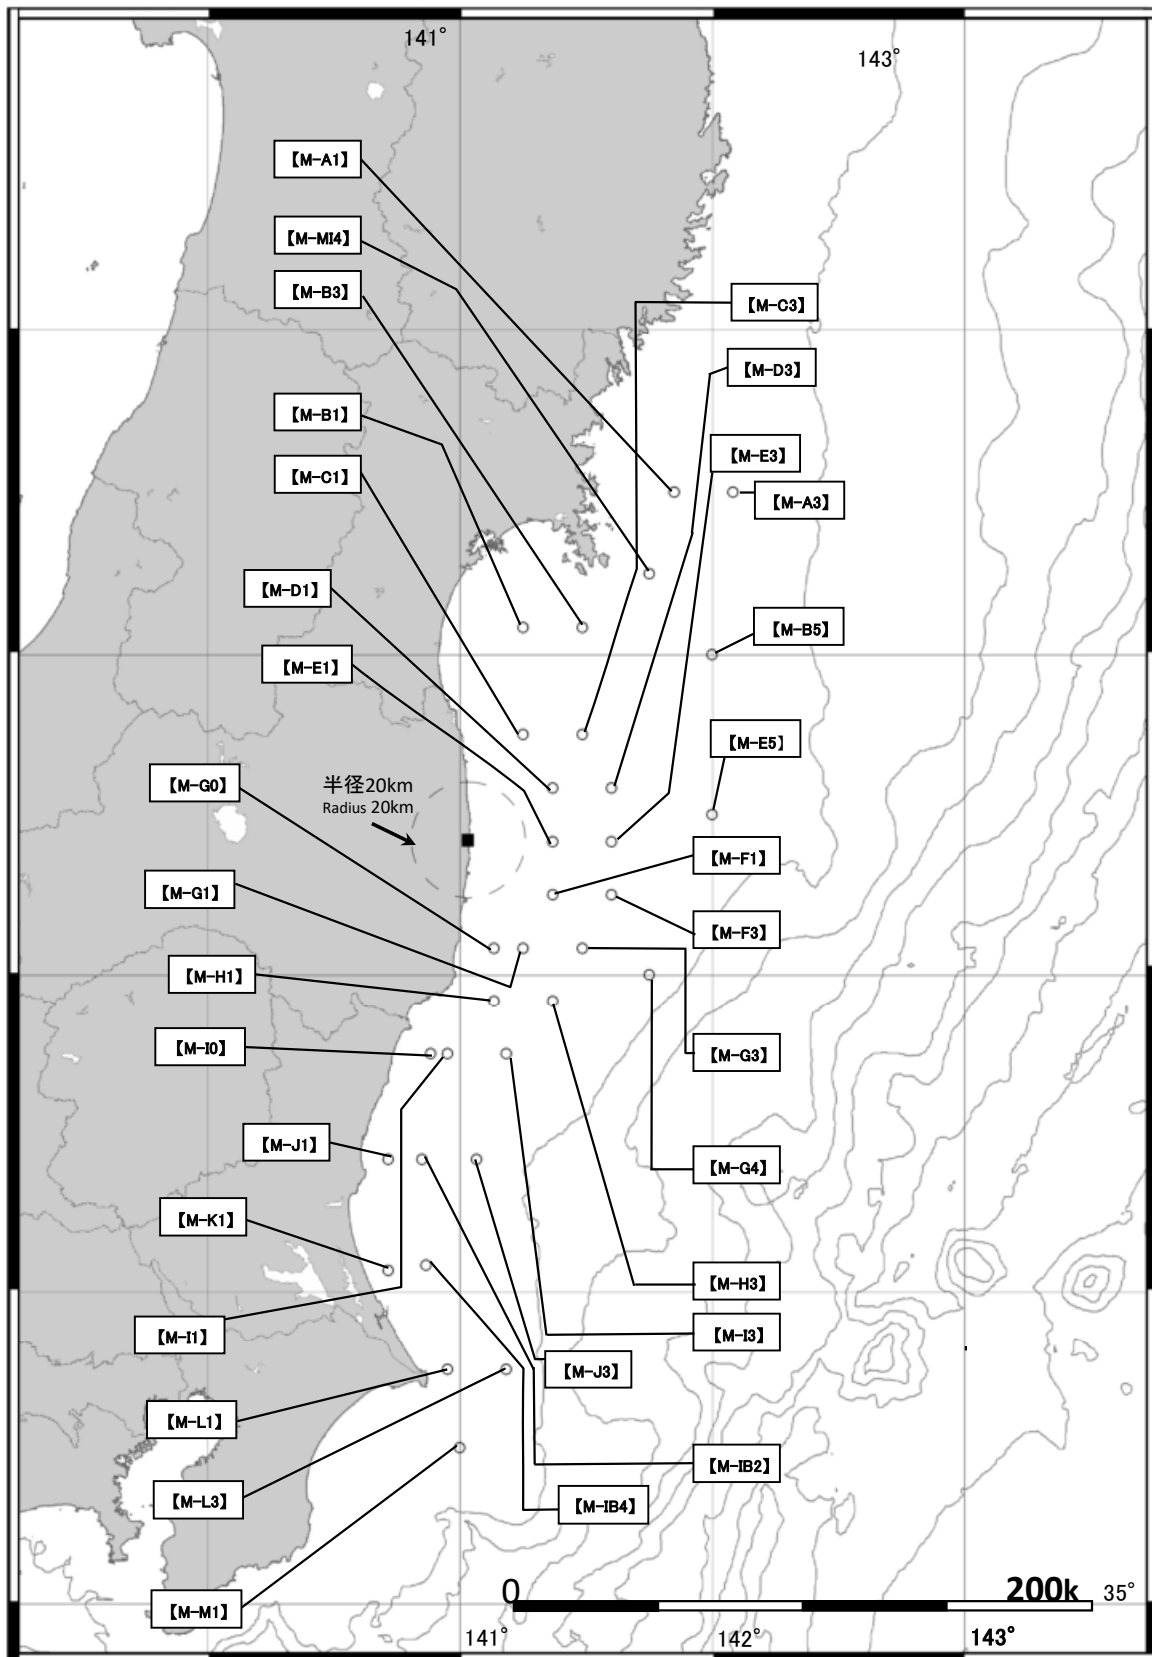 141°
143°
【M-A1】
【M-MI4】
【M-B3】
【M-C3】
【M-D3】
【M-B1】
【M-E3】
【M-C1】
【M-A3】
【M-D1】
【M-B5】
【M-E1】
【M-E5】
【M-G0】
半径20km
Radius 20km
【M-F1】
【M-G1】
【M-F3】
【M-H1】
【M-I0】
【M-G3】
【M-J1】
【M-G4】
【M-K1】
【M-H3】
【M-I1】
【M-I3】
【M-J3】
【M-L1】
【M-IB2】
【M-L3】
【M-IB4】
【M-M1】
0
200k
35°
141°
142°
143°